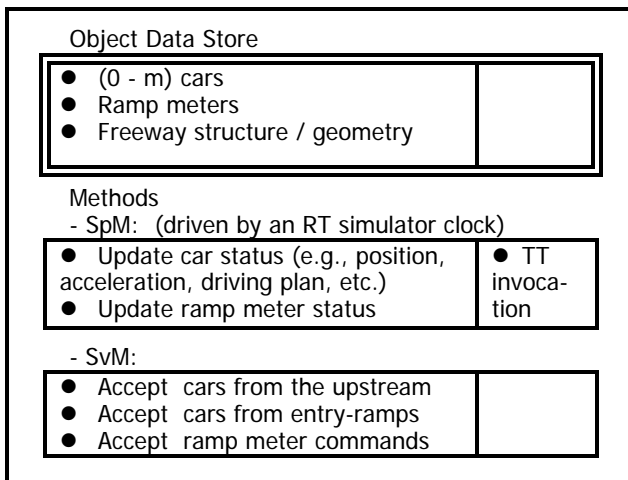 Object Data Store
● (0 - m) cars
● Ramp meters
● Freeway structure / geometry
Methods
- SpM: (driven by an RT simulator clock)
● Update car status (e.g., position,
acceleration, driving plan, etc.)
● Update ramp meter status
● TT
invoca-
tion
- SvM:
● Accept cars from the upstream
● Accept cars from entry-ramps
● Accept ramp meter commands